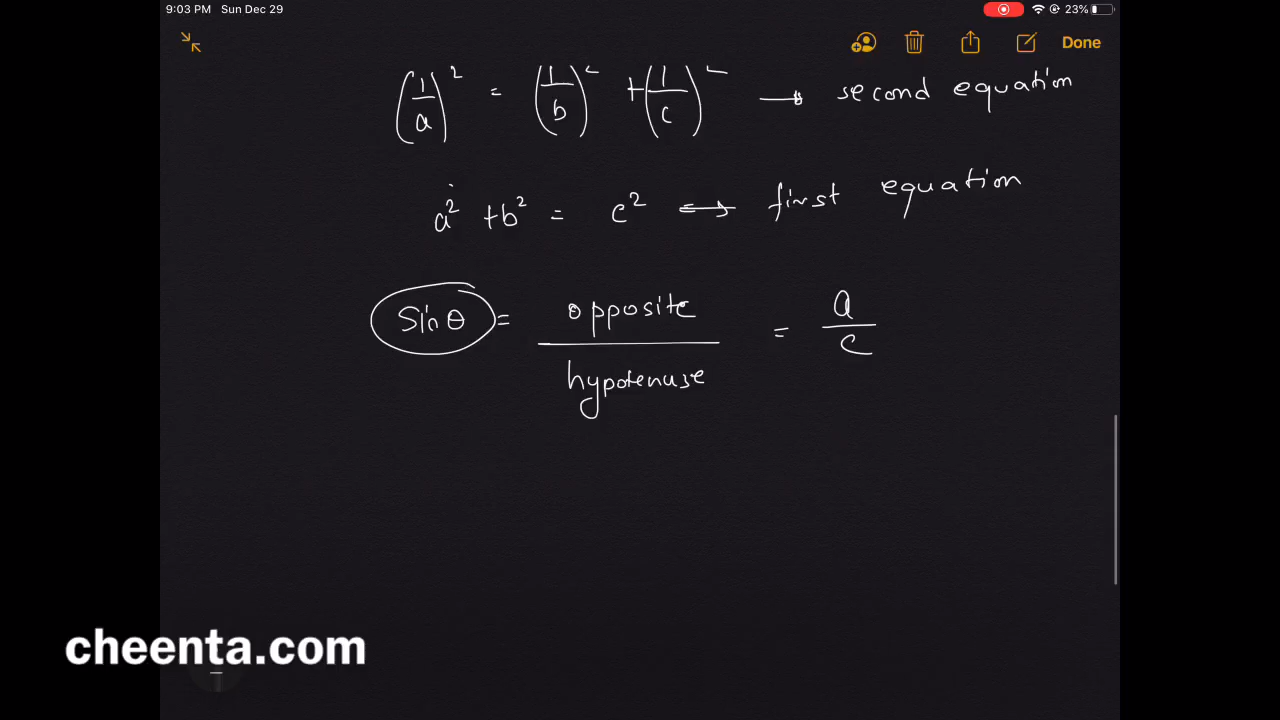 9:03 PM Sun Dec 29 23%
Done
(1/a)² = (1/b)² + (1/c)² → second equation
a² + b² = c² ↔ first equation
Sin θ = opposite / hypotenuse = a / c
cheenta.com